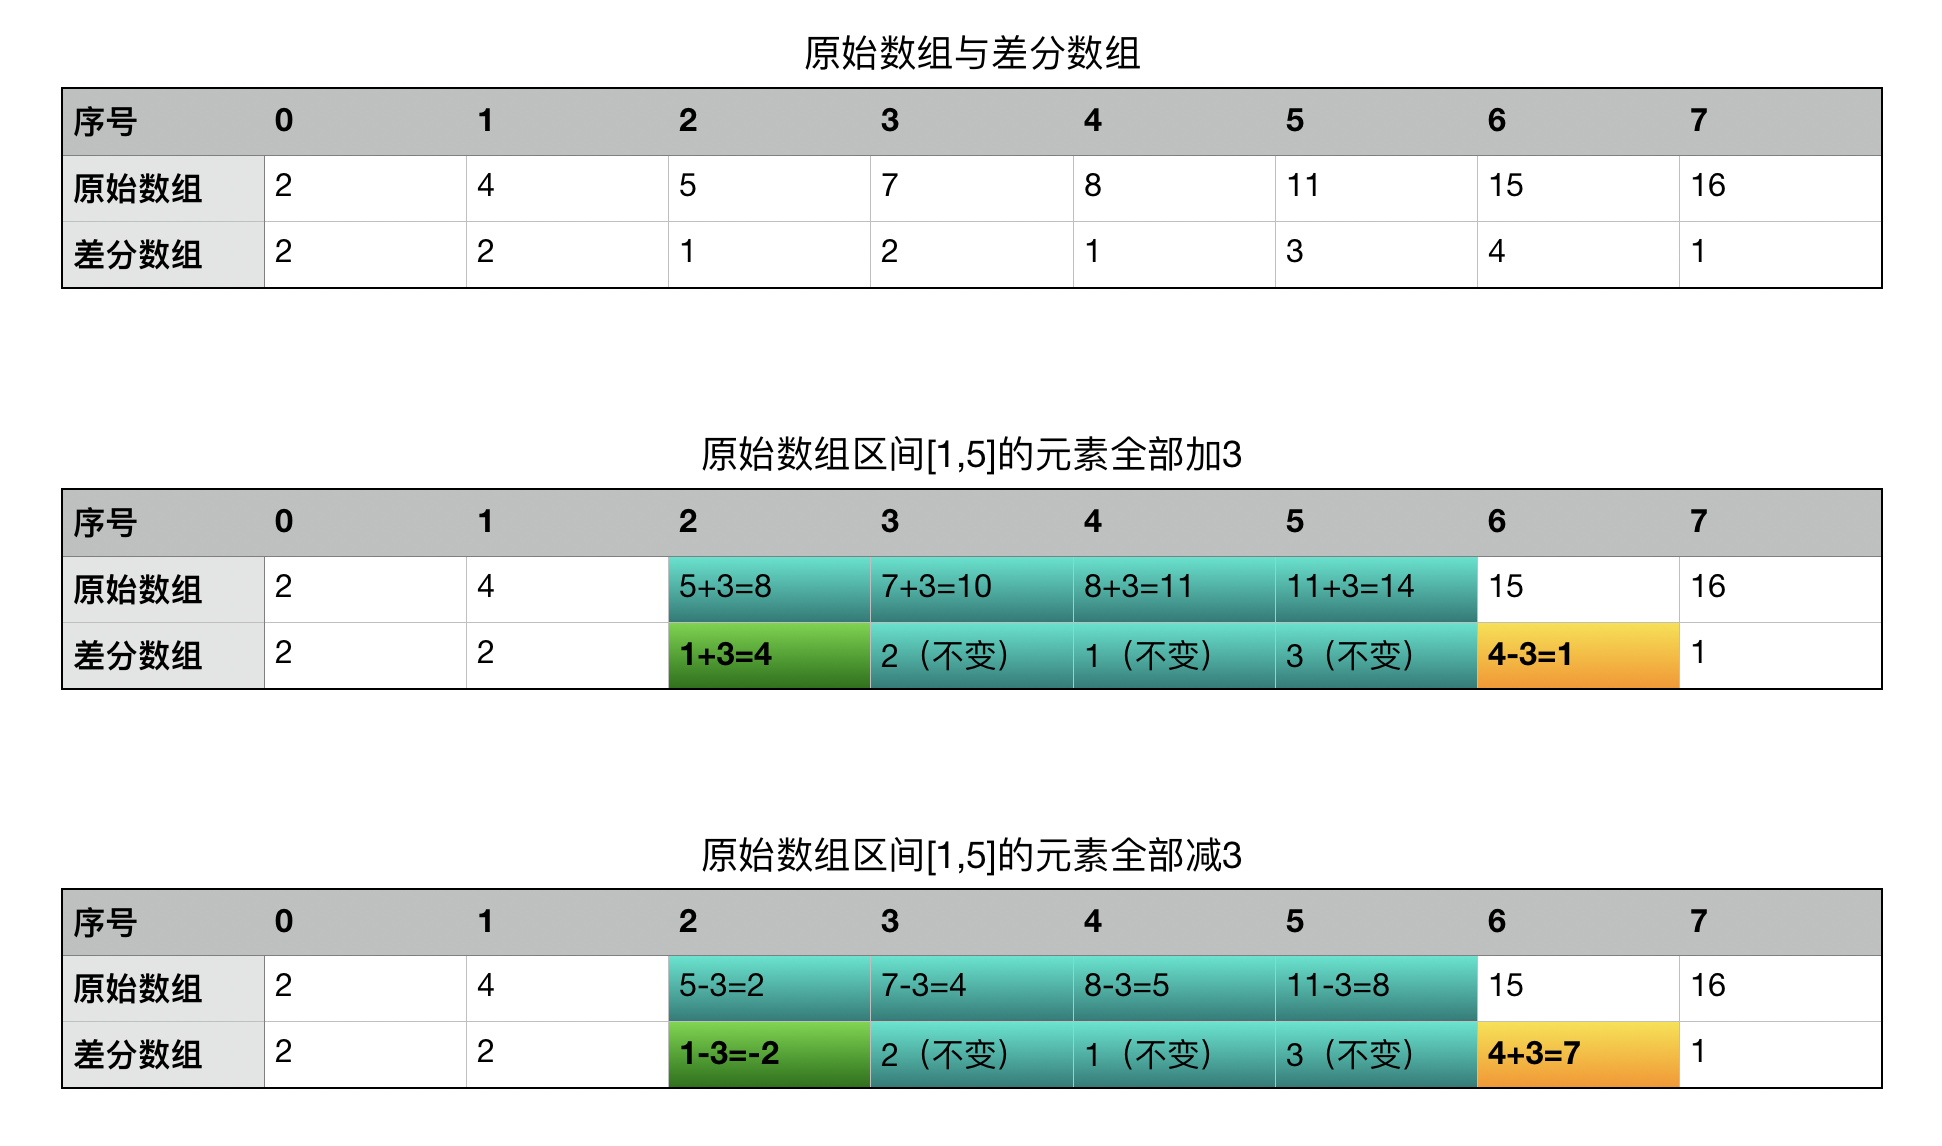 原始数组与差分数组
序号 0 1 2 3 4 5 6 7
原始数组 2 4 5 7 8 11 15 16
差分数组 2 2 1 2 1 3 4 1
原始数组区间[1,5]的元素全部加3
序号 0 1 2 3 4 5 6 7
原始数组 2 4 5+3=8 7+3=10 8+3=11 11+3=14 15 16
差分数组 2 2 1+3=4 2（不变） 1（不变） 3（不变） 4-3=1 1
原始数组区间[1,5]的元素全部减3
序号 0 1 2 3 4 5 6 7
原始数组 2 4 5-3=2 7-3=4 8-3=5 11-3=8 15 16
差分数组 2 2 1-3=-2 2（不变） 1（不变） 3（不变） 4+3=7 1